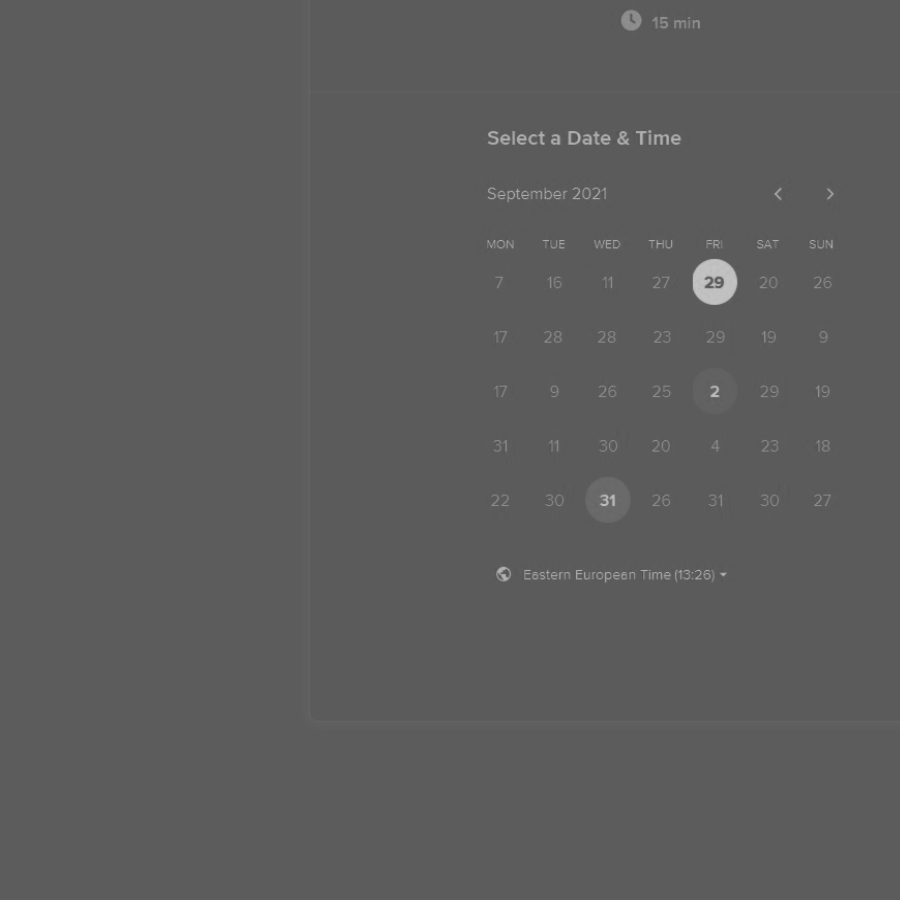 15 min
Select a Date & Time
September 2021
MON TUE WED THU FRI SAT SUN
7 16 11 27 29 20 26
17 28 28 23 29 19 9
17 9 26 25 2 29 19
31 11 30 20 4 23 18
22 30 31 26 31 30 27
Eastern European Time (13:26)